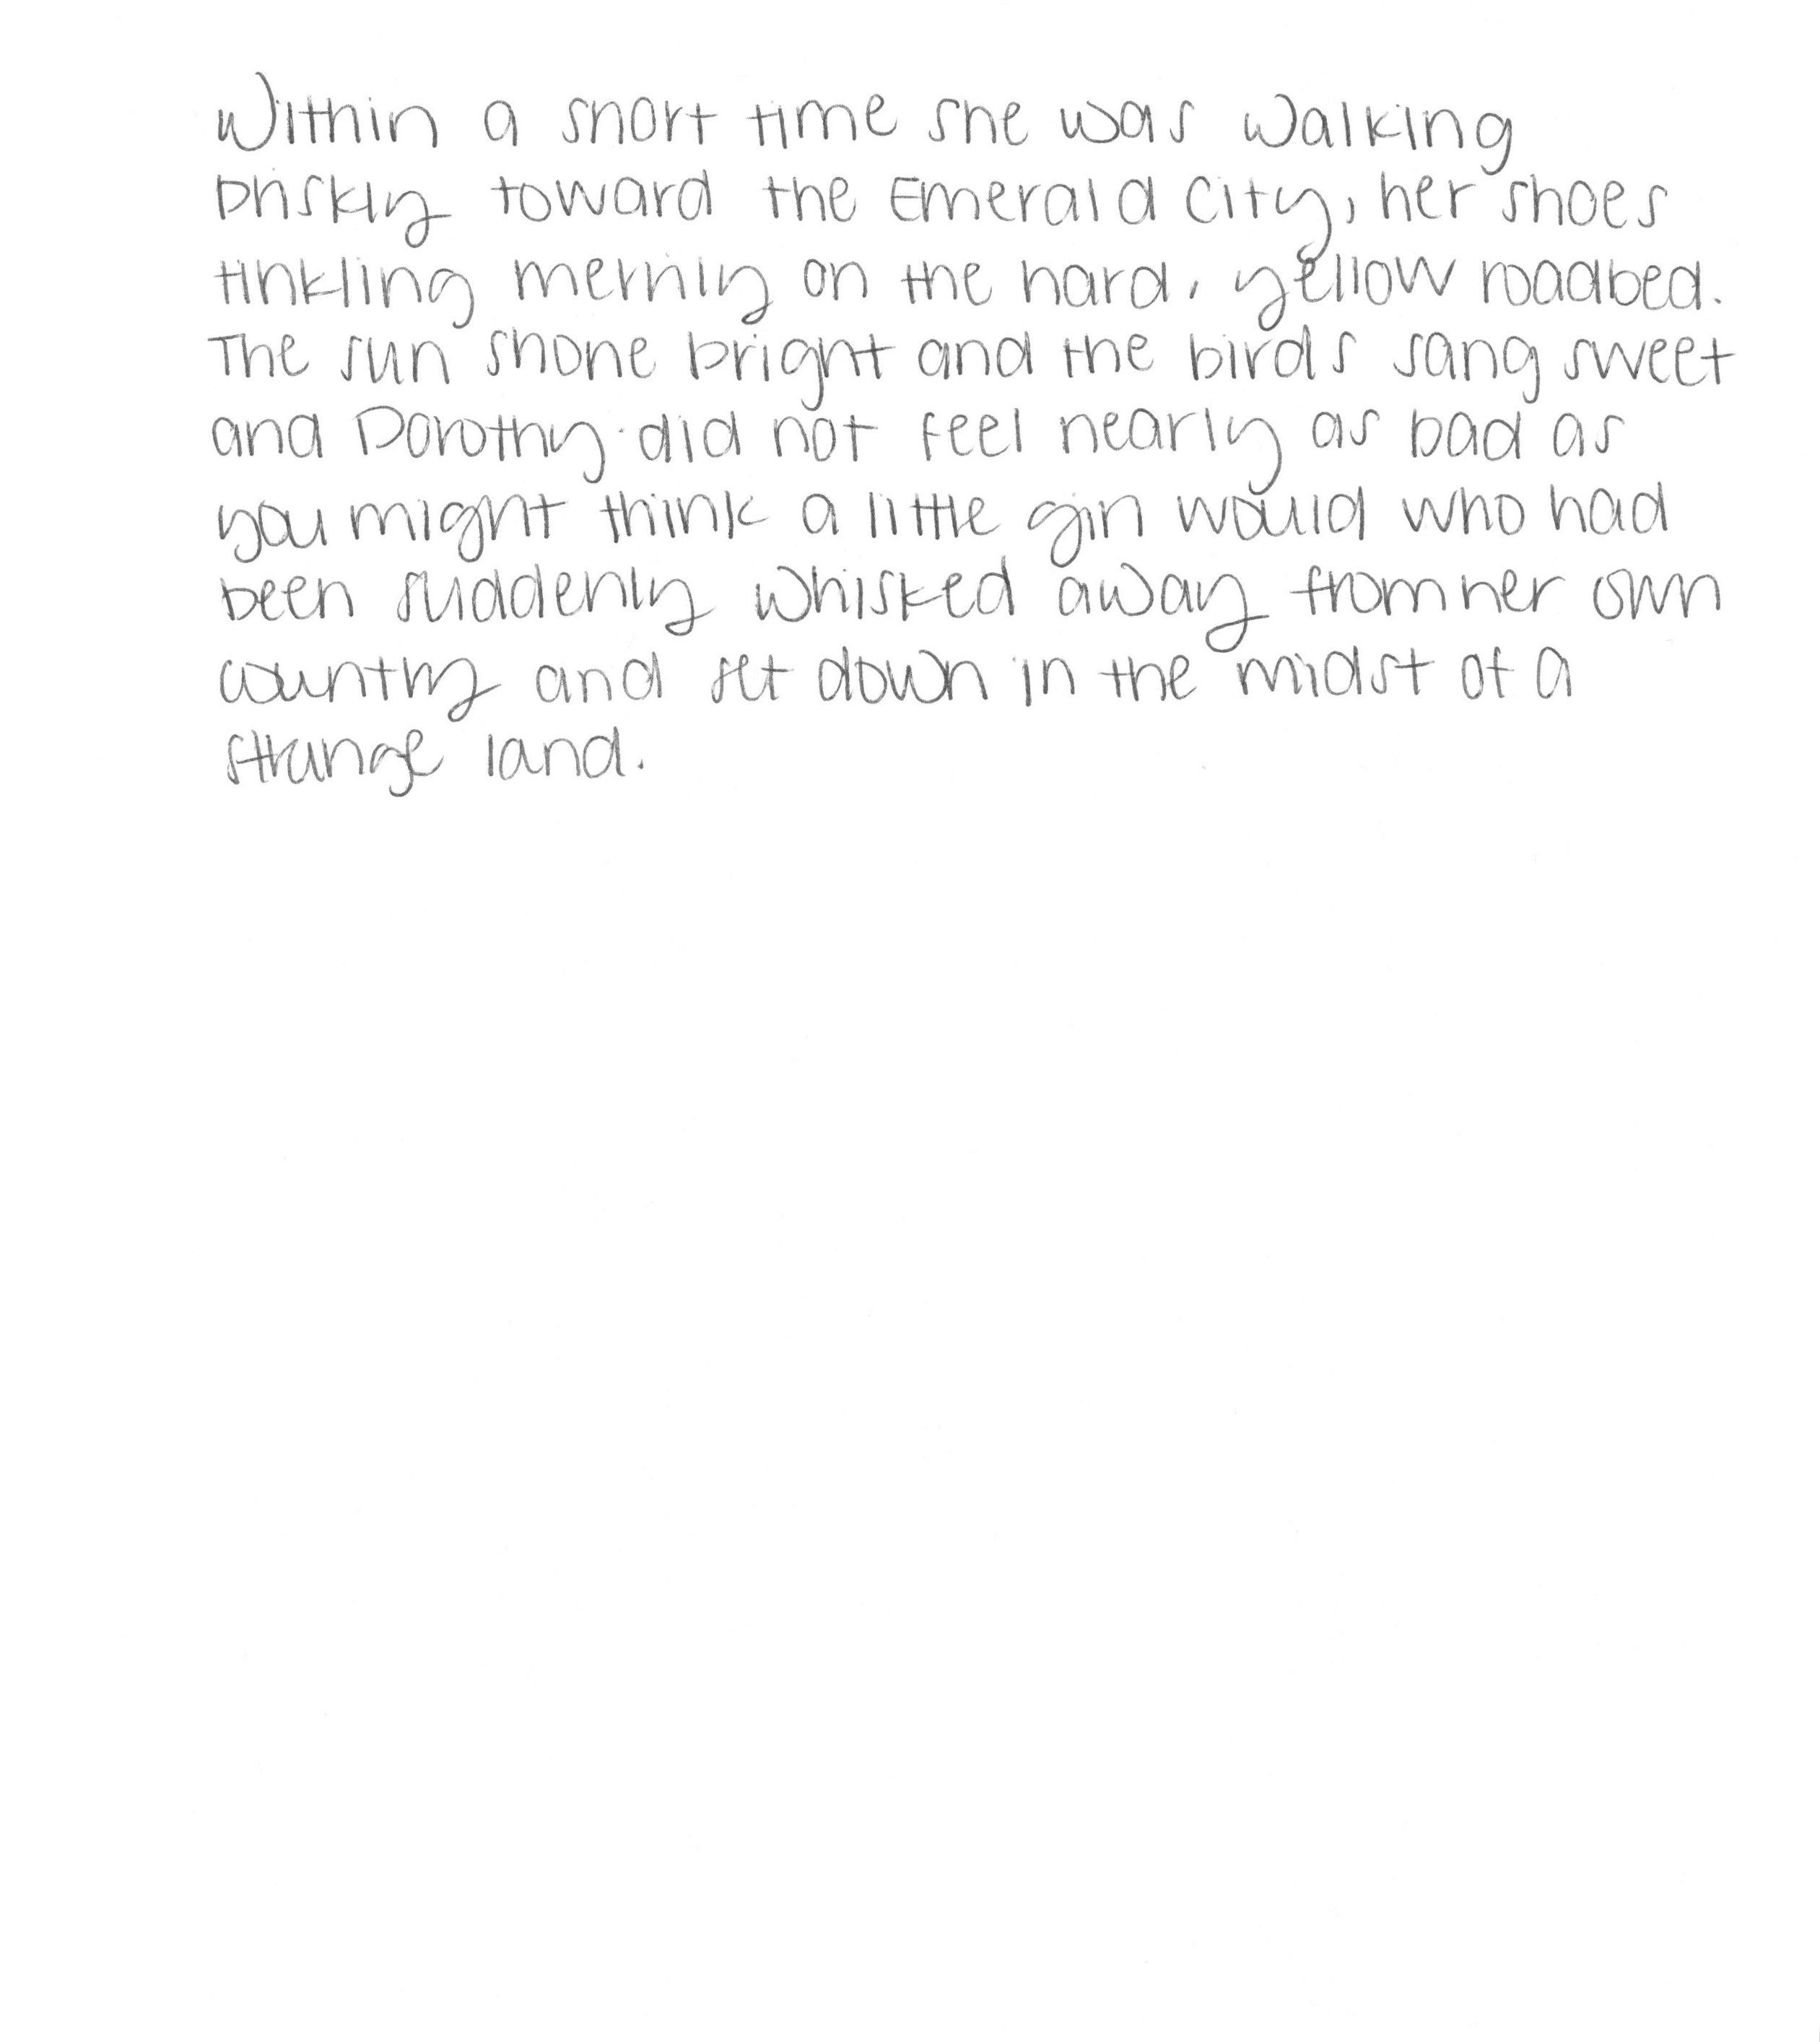 Within a short time she was walking
briskly toward the Emerald City, her shoes
tinkling merrily on the hard, yellow roadbed.
The sun shone bright and the birds sang sweet
and Dorothy did not feel nearly as bad as
you might think a little girl would who had
been suddenly whisked away from her own
country and set down in the midst of a
strange land.